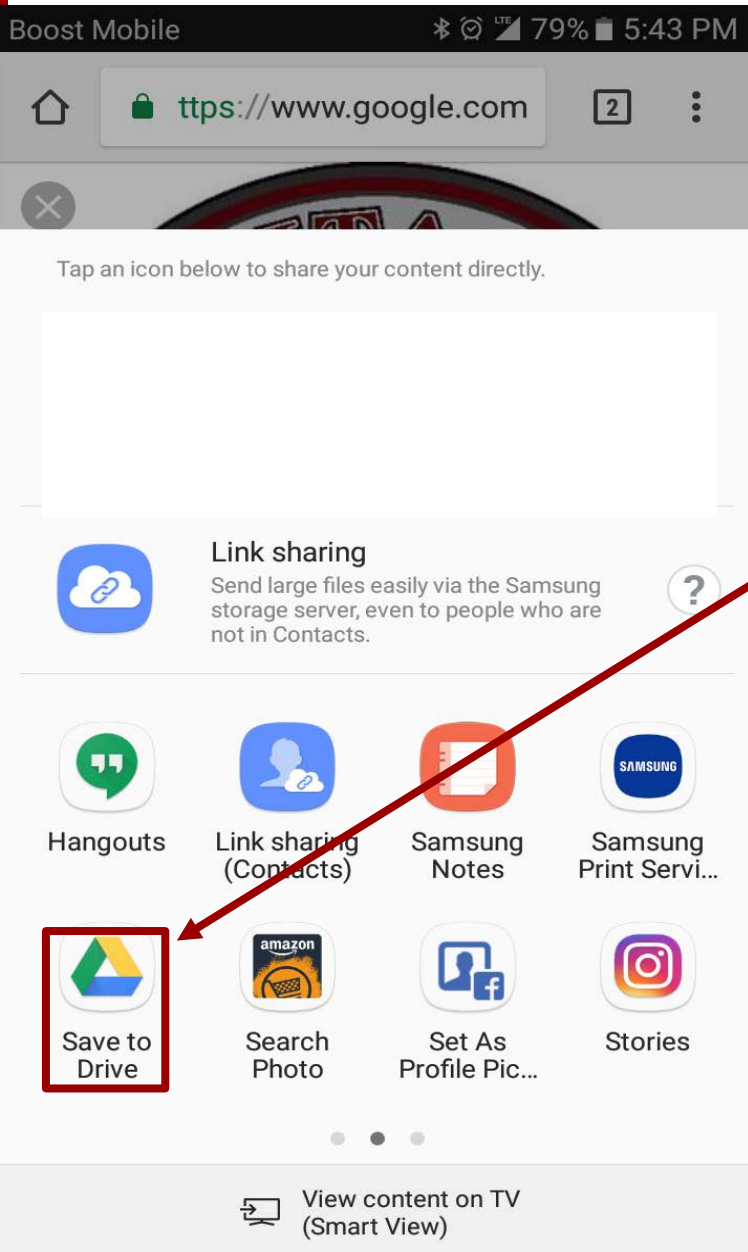 Boost Mobile LTE 79% 5:43 PM
ttps://www.google.com 2
Tap an icon below to share your content directly.
Link sharing
Send large files easily via the Samsung
storage server, even to people who are
not in Contacts.
?
SAMSUNG
Hangouts Link sharing Samsung Samsung
(Contacts) Notes Print Servi...
amazon
Save to Search Set As Stories
Drive Photo Profile Pic...
View content on TV
(Smart View)